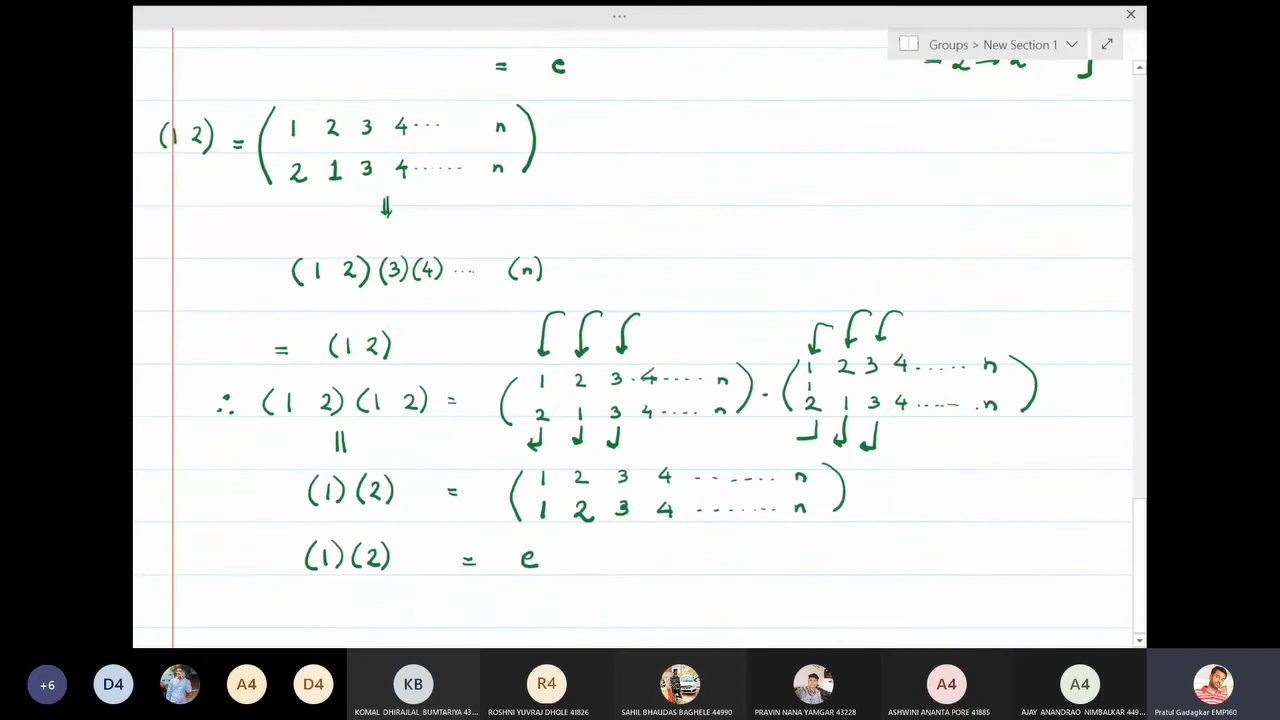 ...
Groups > New Section 1
= e
→ 2 → 2 ]
(1 2) = ( 1 2 3 4 ··· n
2 1 3 4 ······ n )
⇓
(1 2)(3)(4) ··· (n)
= (1 2)
∴ (1 2)(1 2) = ( 1 2 3 · 4 ····· n ) · ( 1 2 3 4 ······ n )
2 1 3 4 ····· n 2 1 3 4 ······ n
||
(1)(2) = ( 1 2 3 4 ········ n )
1 2 3 4 ········· n
(1)(2) = e
+6 D4 A4 D4 KB R4 A4 A4
KOMAL DHIRAJLAL BUMTARIYA 43... ROSHNI YUVRAJ DHOLE 41826 SAHIL BHAUDAS BAGHELE 44990 PRAVIN NANA YAMGAR 43228 ASHWINI ANANTA PORE 41885 AJAY ANANDRAO NIMBALKAR 449... Pratul Gadagkar EMP160